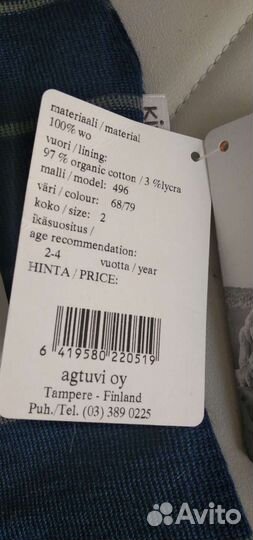 materiaali / material
100% wo
vuori / lining:
97 % organic cotton / 3 %lycra
malli / model: 496
väri / colour: 68/79
koko / size: 2
ikäsuositus /
age recommendation:
2-4 vuotta / year
HINTA / PRICE:
6 419580 220519
agtuvi oy
Tampere - Finland
Puh./Tel. (03) 389 0225
Avito